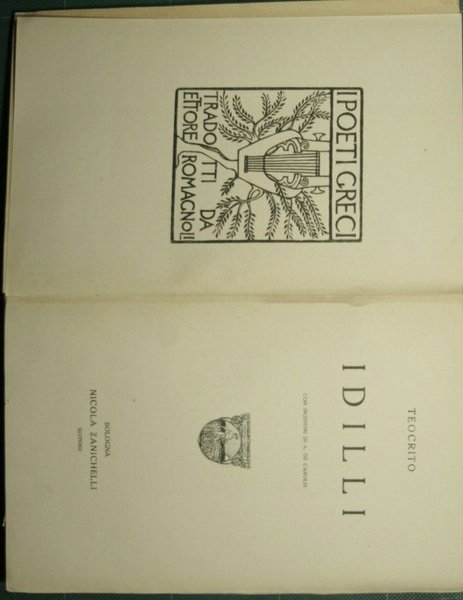 I POETI GRECI
TRADOTTI DA
ETTORE ROMAGNOLI
TEOCRITO
IDILLI
CON INCISIONI DI A. DE CAROLIS
BOLOGNA
NICOLA ZANICHELLI
EDITORE